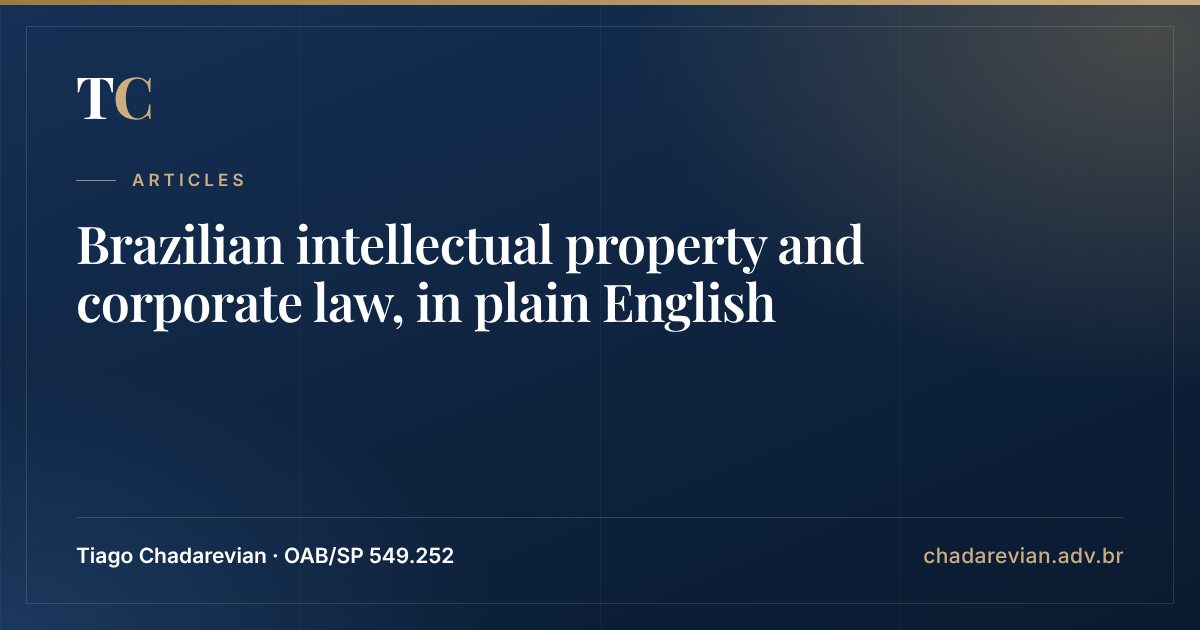 TC
ARTICLES
Brazilian intellectual property and
corporate law, in plain English
Tiago Chadarevian · OAB/SP 549.252
chadarevian.adv.br